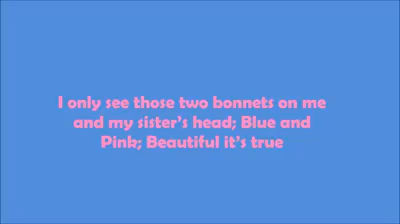 I only see those two bonnets on me
and my sister's head; Blue and
Pink; Beautiful it's true